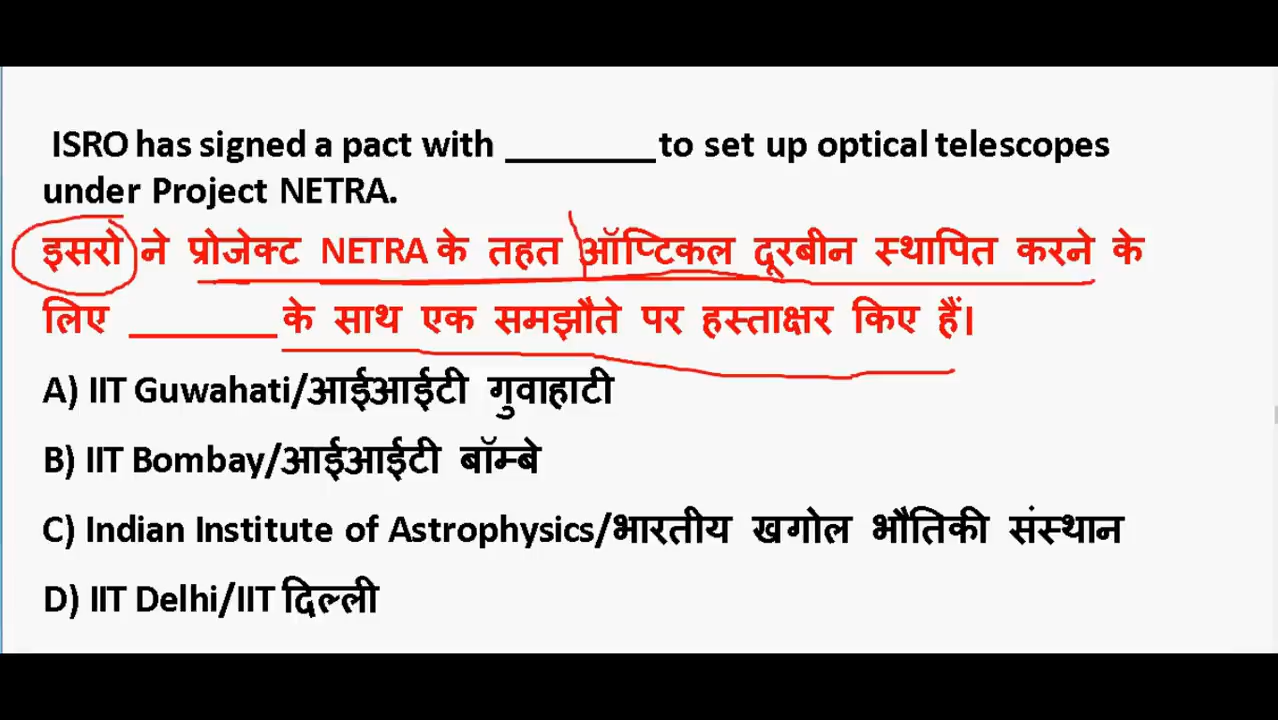 ISRO has signed a pact with ________ to set up optical telescopes
under Project NETRA.
इसरो ने प्रोजेक्ट NETRA के तहत ऑप्टिकल दूरबीन स्थापित करने के
लिए ________ के साथ एक समझौते पर हस्ताक्षर किए हैं।
A) IIT Guwahati/आईआईटी गुवाहाटी
B) IIT Bombay/आईआईटी बॉम्बे
C) Indian Institute of Astrophysics/भारतीय खगोल भौतिकी संस्थान
D) IIT Delhi/IIT दिल्ली